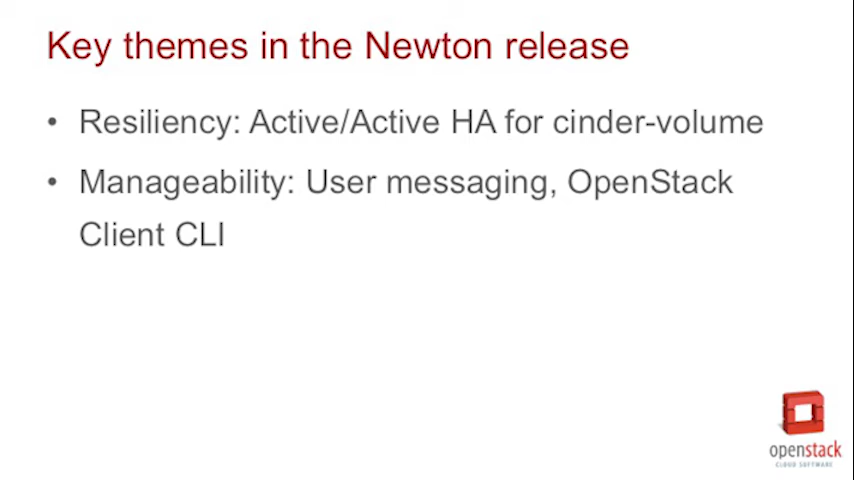 Key themes in the Newton release
• Resiliency: Active/Active HA for cinder-volume
• Manageability: User messaging, OpenStack
Client CLI
openstack
CLOUD SOFTWARE